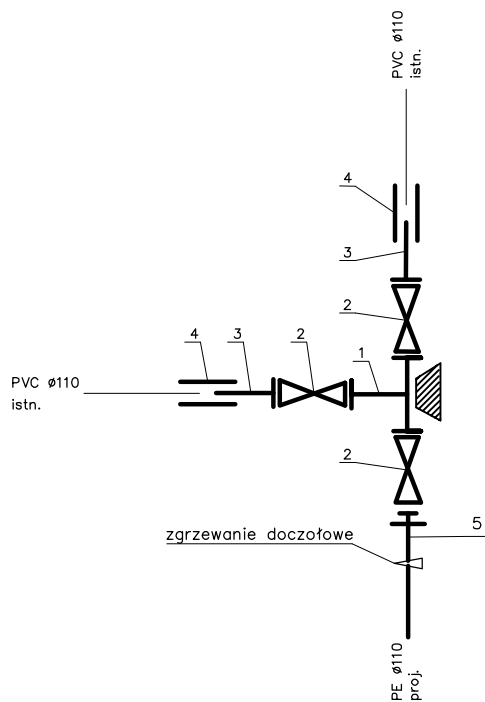 PVC ø110
istn.
4
3
2
4
3
2
1
PVC ø110
istn.
2
zgrzewanie doczołowe
5
PE ø110
proj.